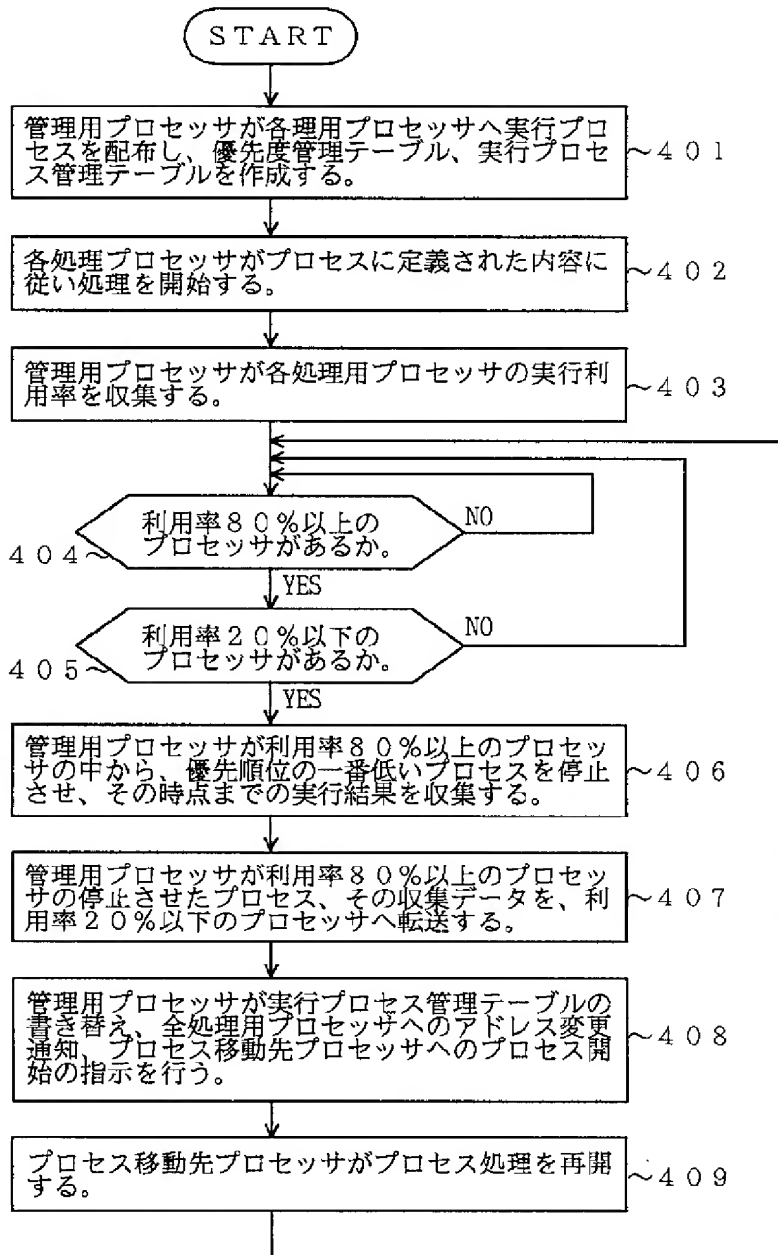 ＳＴＡＲＴ
管理用プロセッサが各理用プロセッサへ実行プロ
セスを配布し、優先度管理テーブル、実行プロセ
ス管理テーブルを作成する。
～４０１
各処理プロセッサがプロセスに定義された内容に
従い処理を開始する。
～４０２
管理用プロセッサが各処理用プロセッサの実行利
用率を収集する。
～４０３
利用率８０％以上の
プロセッサがあるか。
NO
４０４～
YES
利用率２０％以下の
プロセッサがあるか。
NO
４０５～
YES
管理用プロセッサが利用率８０％以上のプロセッ
サの中から、優先順位の一番低いプロセスを停止
させ、その時点までの実行結果を収集する。
～４０６
管理用プロセッサが利用率８０％以上のプロセッ
サの停止させたプロセス、その収集データを、利
用率２０％以下のプロセッサへ転送する。
～４０７
管理用プロセッサが実行プロセス管理テーブルの
書き替え、全処理用プロセッサへのアドレス変更
通知、プロセス移動先プロセッサへのプロセス開
始の指示を行う。
～４０８
プロセス移動先プロセッサがプロセス処理を再開
する。
～４０９